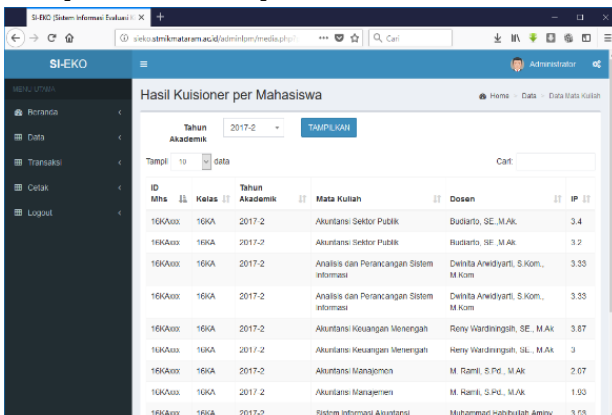 SI-EKO (Sistem Informasi Evaluasi K
sieko.stmikmataram.ac.id/adminlpm/media.php?
Cari
SI-EKO
Administrator
MENU UTAMA
Beranda
Data
Transaksi
Cetak
Logout
Hasil Kuisioner per Mahasiswa
Home > Data > Data Mata Kuliah
Tahun Akademik 2017-2 TAMPILKAN
Tampil 10 data Cari:
ID Mhs Kelas Tahun Akademik Mata Kuliah Dosen IP
16KAxxx 16KA 2017-2 Akuntansi Sektor Publik Budiarto, SE.,M.Ak. 3.4
16KAxxx 16KA 2017-2 Akuntansi Sektor Publik Budiarto, SE.,M.Ak. 3.2
16KAxxx 16KA 2017-2 Analisis dan Perancangan Sistem Informasi Dwinita Arwidiyarti, S.Kom., M.Kom 3.33
16KAxxx 16KA 2017-2 Analisis dan Perancangan Sistem Informasi Dwinita Arwidiyarti, S.Kom., M.Kom 3.33
16KAxxx 16KA 2017-2 Akuntansi Keuangan Menengah Reny Wardiningsih, SE., M.Ak 3.87
16KAxxx 16KA 2017-2 Akuntansi Keuangan Menengah Reny Wardiningsih, SE., M.Ak 3
16KAxxx 16KA 2017-2 Akuntansi Manajemen M. Ramli, S.Pd., M.Ak 2.07
16KAxxx 16KA 2017-2 Akuntansi Manajemen M. Ramli, S.Pd., M.Ak 1.93
16KAxxx 16KA 2017-2 Sistem Informasi Akuntansi Muhammad Habibullah Aminy 3.53